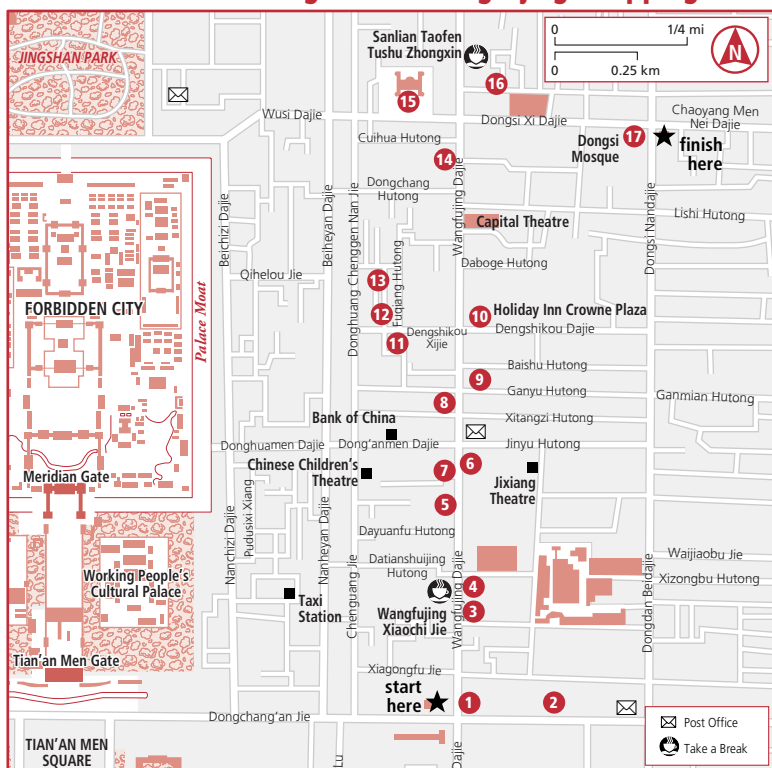 0
1/4 mi
0
0.25 km
N
JINGSHAN PARK
Sanlian Taofen
Tushu Zhongxin
16
15
Wusi Dajie
Dongsi Xi Dajie
Chaoyang Men
Nei Dajie
Cuihua Hutong
14
Dongsi
Mosque
17
finish
here
Dongchang
Hutong
Capital Theatre
Lishi Hutong
Beichizi Dajie
Beiheyan Dajie
Donghuang Chenggen Nan Jie
Wangfujing Dajie
Dongsi Nandajie
Daboge Hutong
Qihelou Jie
Fuqiang Hutong
13
12
11
10
Holiday Inn Crowne Plaza
Dengshikou Dajie
Dengshikou
Xijie
FORBIDDEN CITY
Palace Moat
Baishu Hutong
9
Ganyu Hutong
Ganmian Hutong
8
Xitangzi Hutong
Bank of China
Donghuamen Dajie
Dong'anmen Dajie
Jinyu Hutong
Meridian Gate
Chinese Children's
Theatre
7
6
Jixiang
Theatre
5
Nanchizi Dajie
Pudusixi Xiang
Nanheyan Dajie
Chenguang Jie
Dayuanfu Hutong
Datianshuijing
Hutong
Wangfujing Dajie
Waijiaobu Jie
Xizongbu Hutong
Dongdan Beidajie
Working People's
Cultural Palace
Taxi
Station
4
3
Wangfujing
Xiaochi Jie
Tian'an Men Gate
Xiagongfu Jie
start
here
1
2
Dongchang'an Jie
TIAN'AN MEN
SQUARE
Lu
Dajie
Post Office
Take a Break